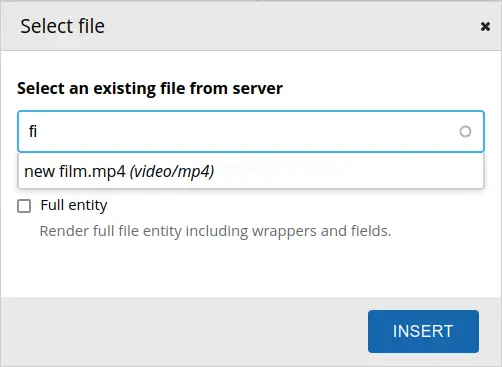 Select file
Select an existing file from server
fi
new film.mp4 (video/mp4)
Full entity
Render full file entity including wrappers and fields.
INSERT